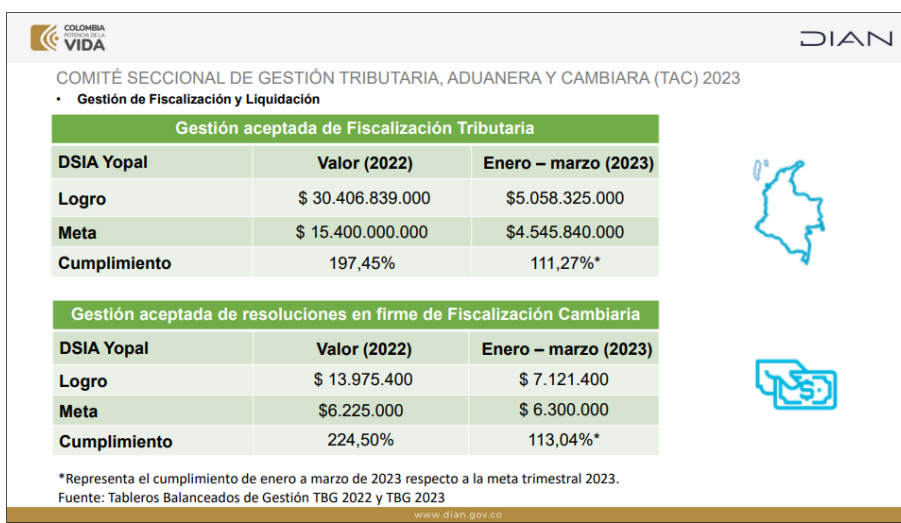 COLOMBIA
POTENCIA DE LA
VIDA
DIAN
COMITÉ SECCIONAL DE GESTIÓN TRIBUTARIA, ADUANERA Y CAMBIARA (TAC) 2023
• Gestión de Fiscalización y Liquidación
Gestión aceptada de Fiscalización Tributaria
DSIA Yopal Valor (2022) Enero – marzo (2023)
Logro $ 30.406.839.000 $5.058.325.000
Meta $ 15.400.000.000 $4.545.840.000
Cumplimiento 197,45% 111,27%*
Gestión aceptada de resoluciones en firme de Fiscalización Cambiaria
DSIA Yopal Valor (2022) Enero – marzo (2023)
Logro $ 13.975.400 $ 7.121.400
Meta $6.225.000 $ 6.300.000
Cumplimiento 224,50% 113,04%*
*Representa el cumplimiento de enero a marzo de 2023 respecto a la meta trimestral 2023.
Fuente: Tableros Balanceados de Gestión TBG 2022 y TBG 2023
www.dian.gov.co